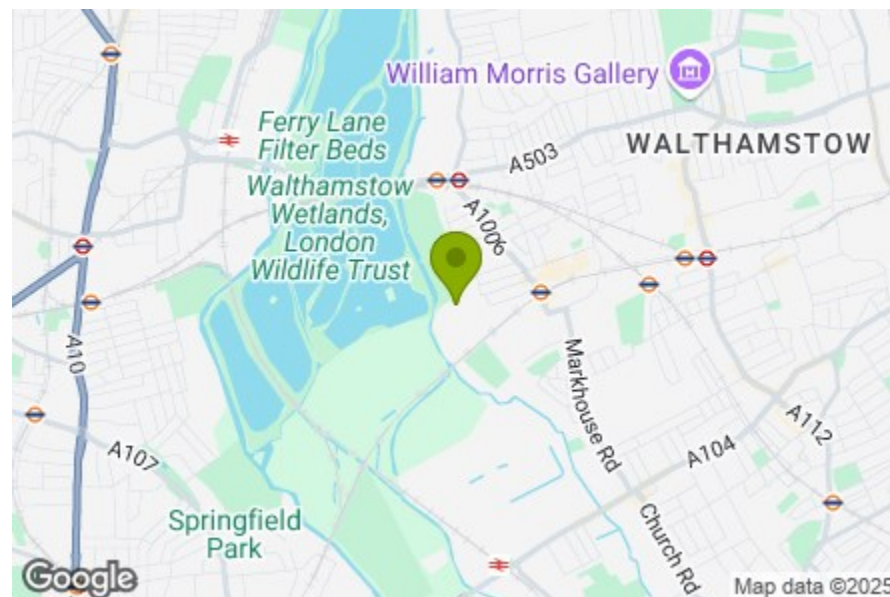 William Morris Gallery
Ferry Lane
Filter Beds
A503
WALTHAMSTOW
Walthamstow
Wetlands,
London
Wildlife Trust
A1006
A10
Markhouse Rd
A107
A104
A112
Springfield
Park
Church Rd
Google
Map data ©2025